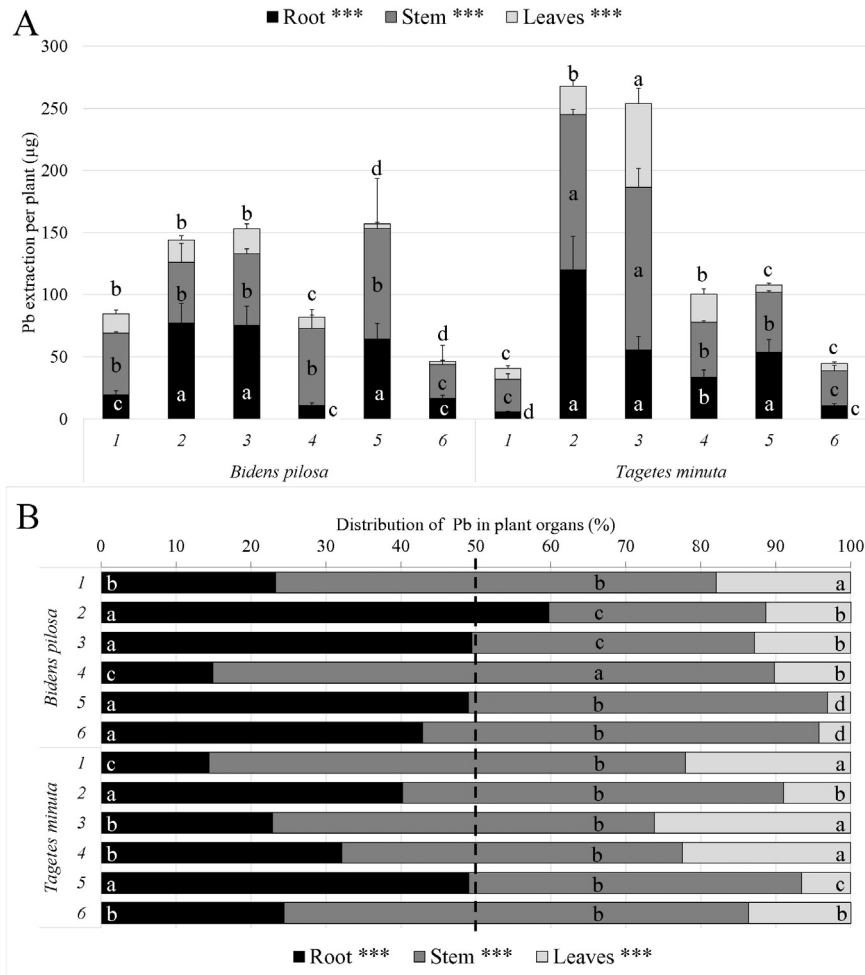 A
Root *** Stem *** Leaves ***
Pb extraction per plant (µg)
300
250
200
150
100
50
0
b
b
c
b
b
a
b
b
a
c
b
c
d
b
a
d
c
c
c
c
d
b
a
a
a
a
a
b
b
b
c
b
a
c
c
c
1 2 3 4 5 6 1 2 3 4 5 6
Bidens pilosa Tagetes minuta
B
Distribution of Pb in plant organs (%)
0 10 20 30 40 50 60 70 80 90 100
Bidens pilosa
1 b b a
2 a c b
3 a c b
4 c a b
5 a b d
6 a b d
Tagetes minuta
1 c b a
2 a b b
3 b b a
4 b b a
5 a b c
6 b b b
Root *** Stem *** Leaves ***